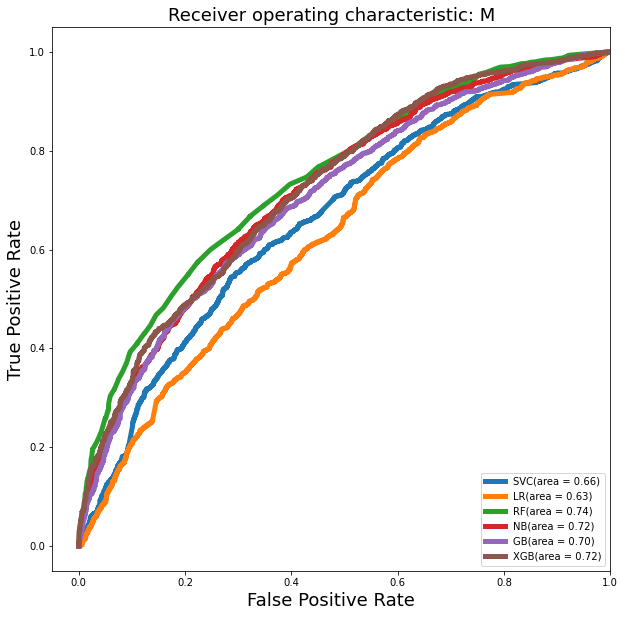 Receiver operating characteristic: M
True Positive Rate
1.0
0.8
0.6
0.4
0.2
0.0
SVC(area = 0.66)
LR(area = 0.63)
RF(area = 0.74)
NB(area = 0.72)
GB(area = 0.70)
XGB(area = 0.72)
0.0 0.2 0.4 0.6 0.8 1.0
False Positive Rate